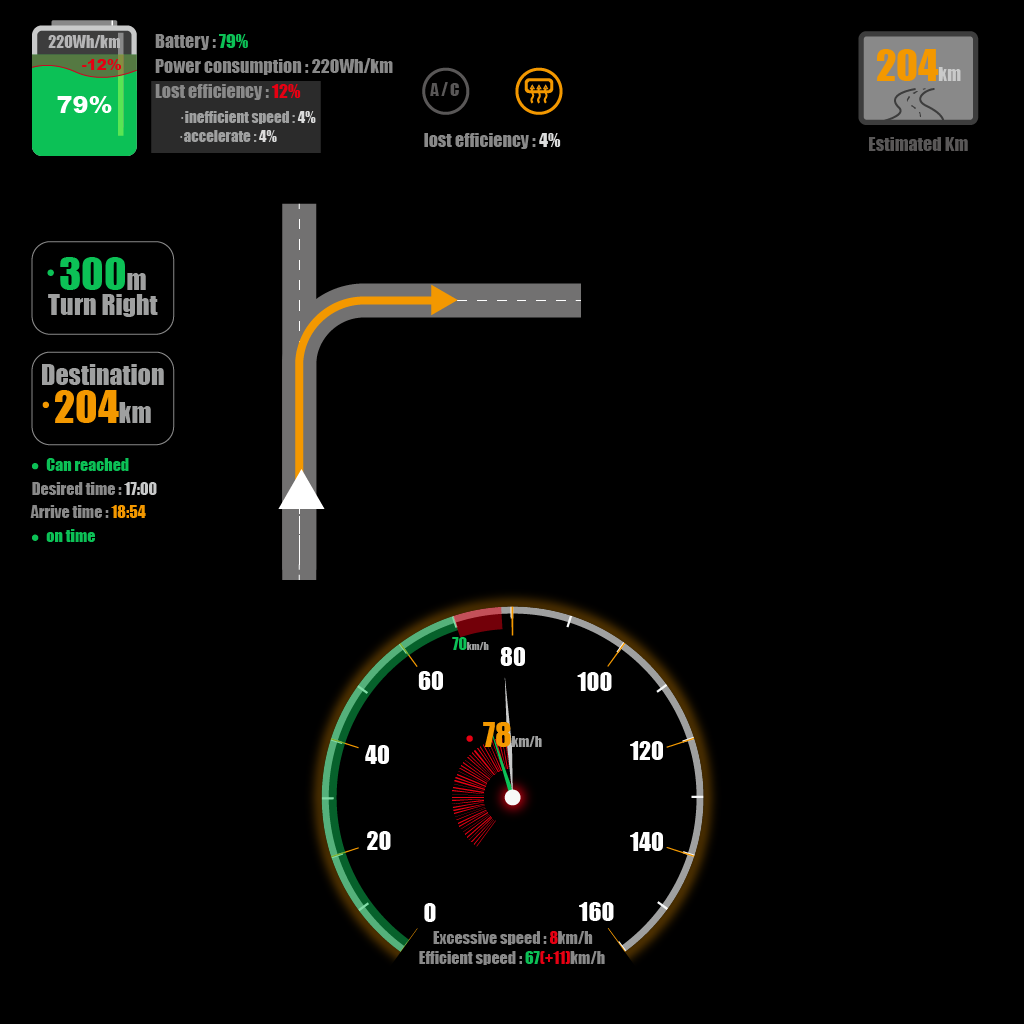 220Wh/km
-12%
79%
Battery : 79%
Power consumption : 220Wh/km
Lost efficiency : 12%
·inefficient speed : 4%
·accelerate : 4%
A/C
lost efficiency : 4%
204km
Estimated Km
·300m
Turn Right
Destination
·204km
• Can reached
Desired time : 17:00
Arrive time : 18:54
• on time
70km/h
80
60
100
78km/h
40
120
20
140
0
160
Excessive speed : 8km/h
Efficient speed : 67(+11)km/h